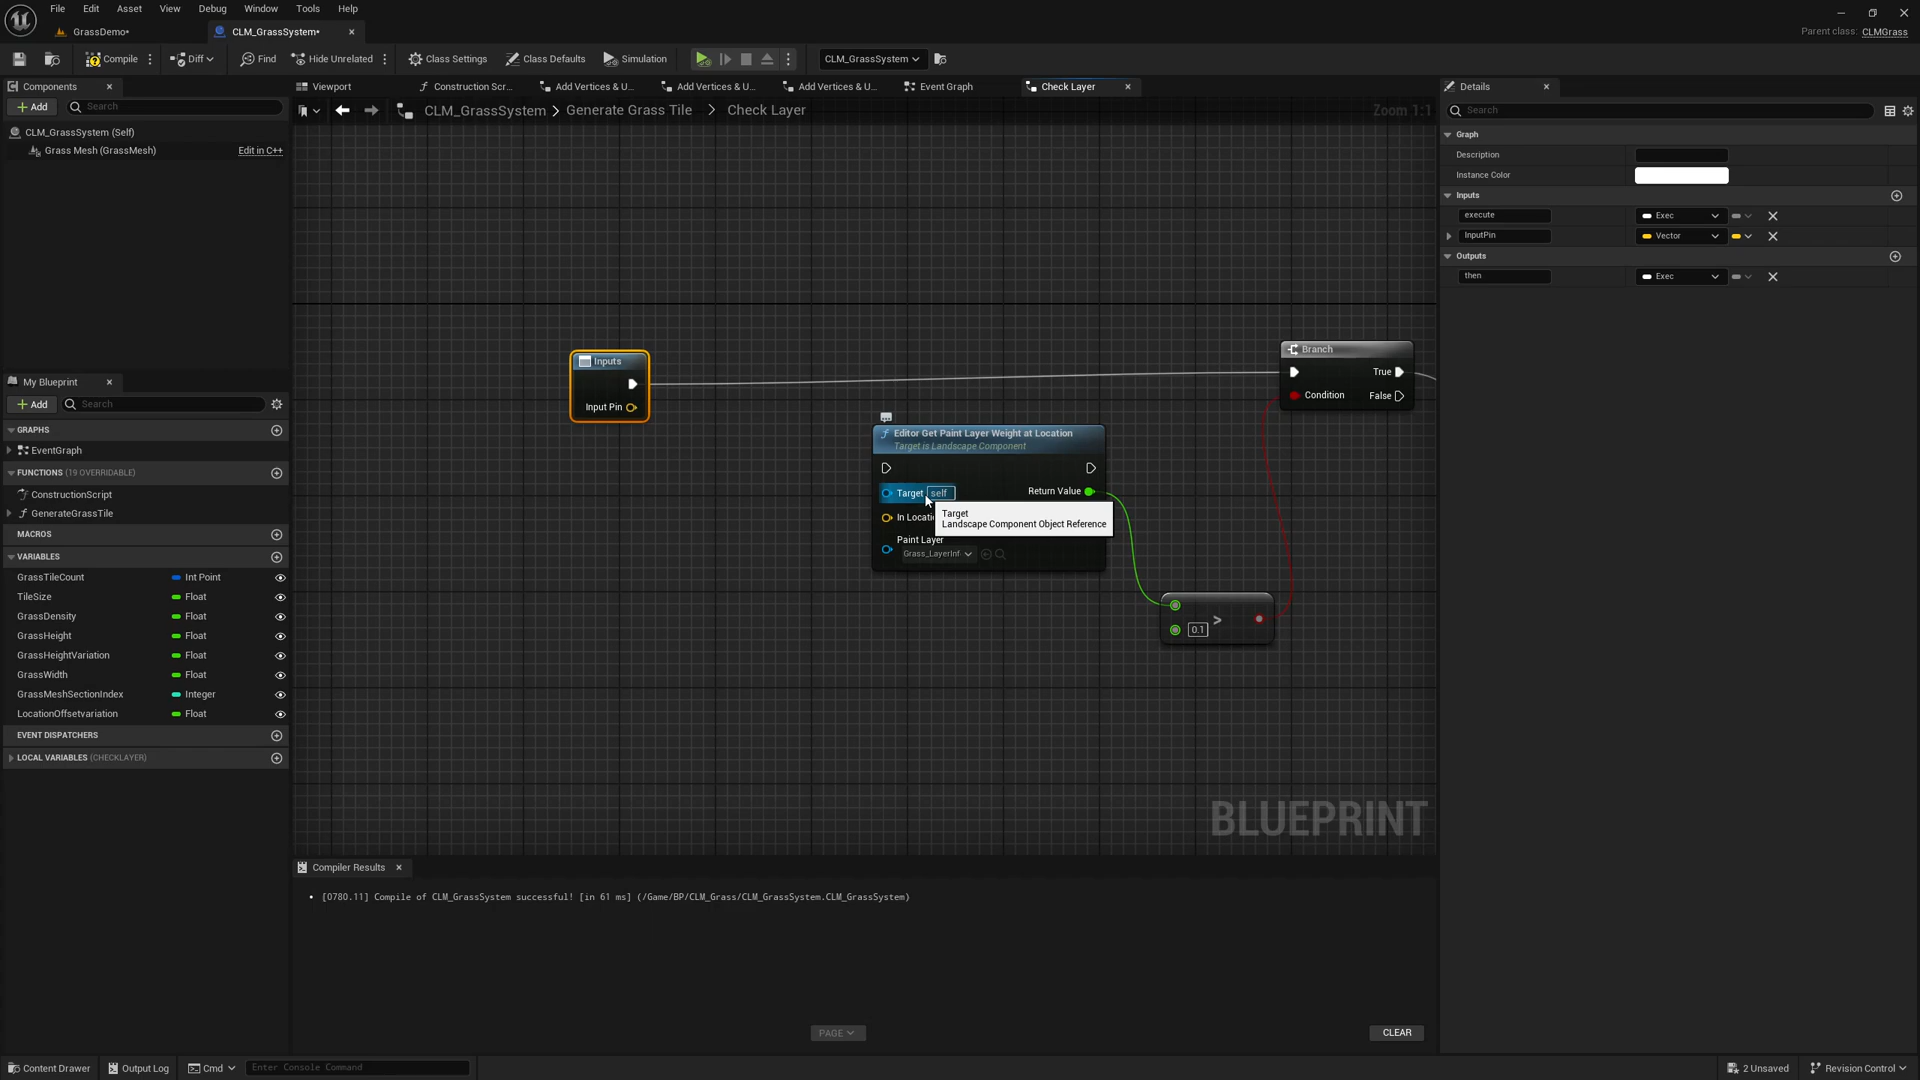 File Edit Asset View Debug Window Tools Help
GrassDemo*
CLM_GrassSystem*
Parent class: CLMGrass
Compile
Diff
Find
Hide Unrelated
Class Settings
Class Defaults
Simulation
CLM_GrassSystem
Components
Add
Search
CLM_GrassSystem (Self)
Grass Mesh (GrassMesh) Edit in C++
Viewport
Construction Scr...
Add Vertices & U...
Add Vertices & U...
Add Vertices & U...
Event Graph
Check Layer
CLM_GrassSystem > Generate Grass Tile > Check Layer
Zoom 1:1
Inputs
Input Pin
Editor Get Paint Layer Weight at Location
Target is Landscape Component
Target self
Return Value
In Locati
Target
Landscape Component Object Reference
Paint Layer
Grass_LayerInf
Branch
True
Condition
False
>
0.1
BLUEPRINT
My Blueprint
Add
Search
GRAPHS
EventGraph
FUNCTIONS (19 OVERRIDABLE)
ConstructionScript
GenerateGrassTile
MACROS
VARIABLES
GrassTileCount Int Point
TileSize Float
GrassDensity Float
GrassHeight Float
GrassHeightVariation Float
GrassWidth Float
GrassMeshSectionIndex Integer
LocationOffsetvariation Float
EVENT DISPATCHERS
LOCAL VARIABLES (CHECKLAYER)
Compiler Results
[0780.11] Compile of CLM_GrassSystem successful! [in 61 ms] (/Game/BP/CLM_Grass/CLM_GrassSystem.CLM_GrassSystem)
PAGE
CLEAR
Details
Search
Graph
Description
Instance Color
Inputs
execute Exec
InputPin Vector
Outputs
then Exec
Content Drawer
Output Log
Cmd
Enter Console Command
2 Unsaved
Revision Control